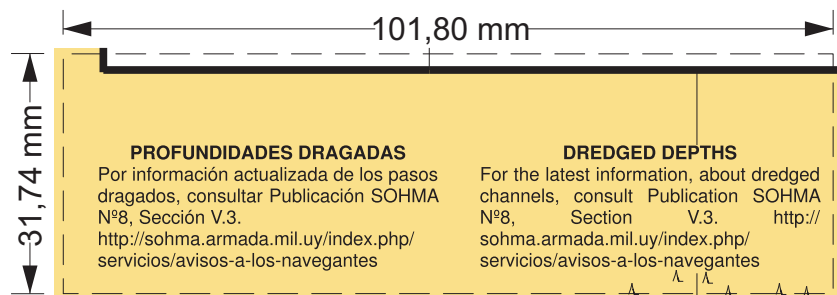 101,80 mm
31,74 mm
PROFUNDIDADES DRAGADAS
Por información actualizada de los pasos
dragados, consultar Publicación SOHMA
Nº8, Sección V.3.
http://sohma.armada.mil.uy/index.php/
servicios/avisos-a-los-navegantes
DREDGED DEPTHS
For the latest information, about dredged
channels, consult Publication SOHMA
Nº8, Section V.3. http://
sohma.armada.mil.uy/index.php/
servicios/avisos-a-los-navegantes